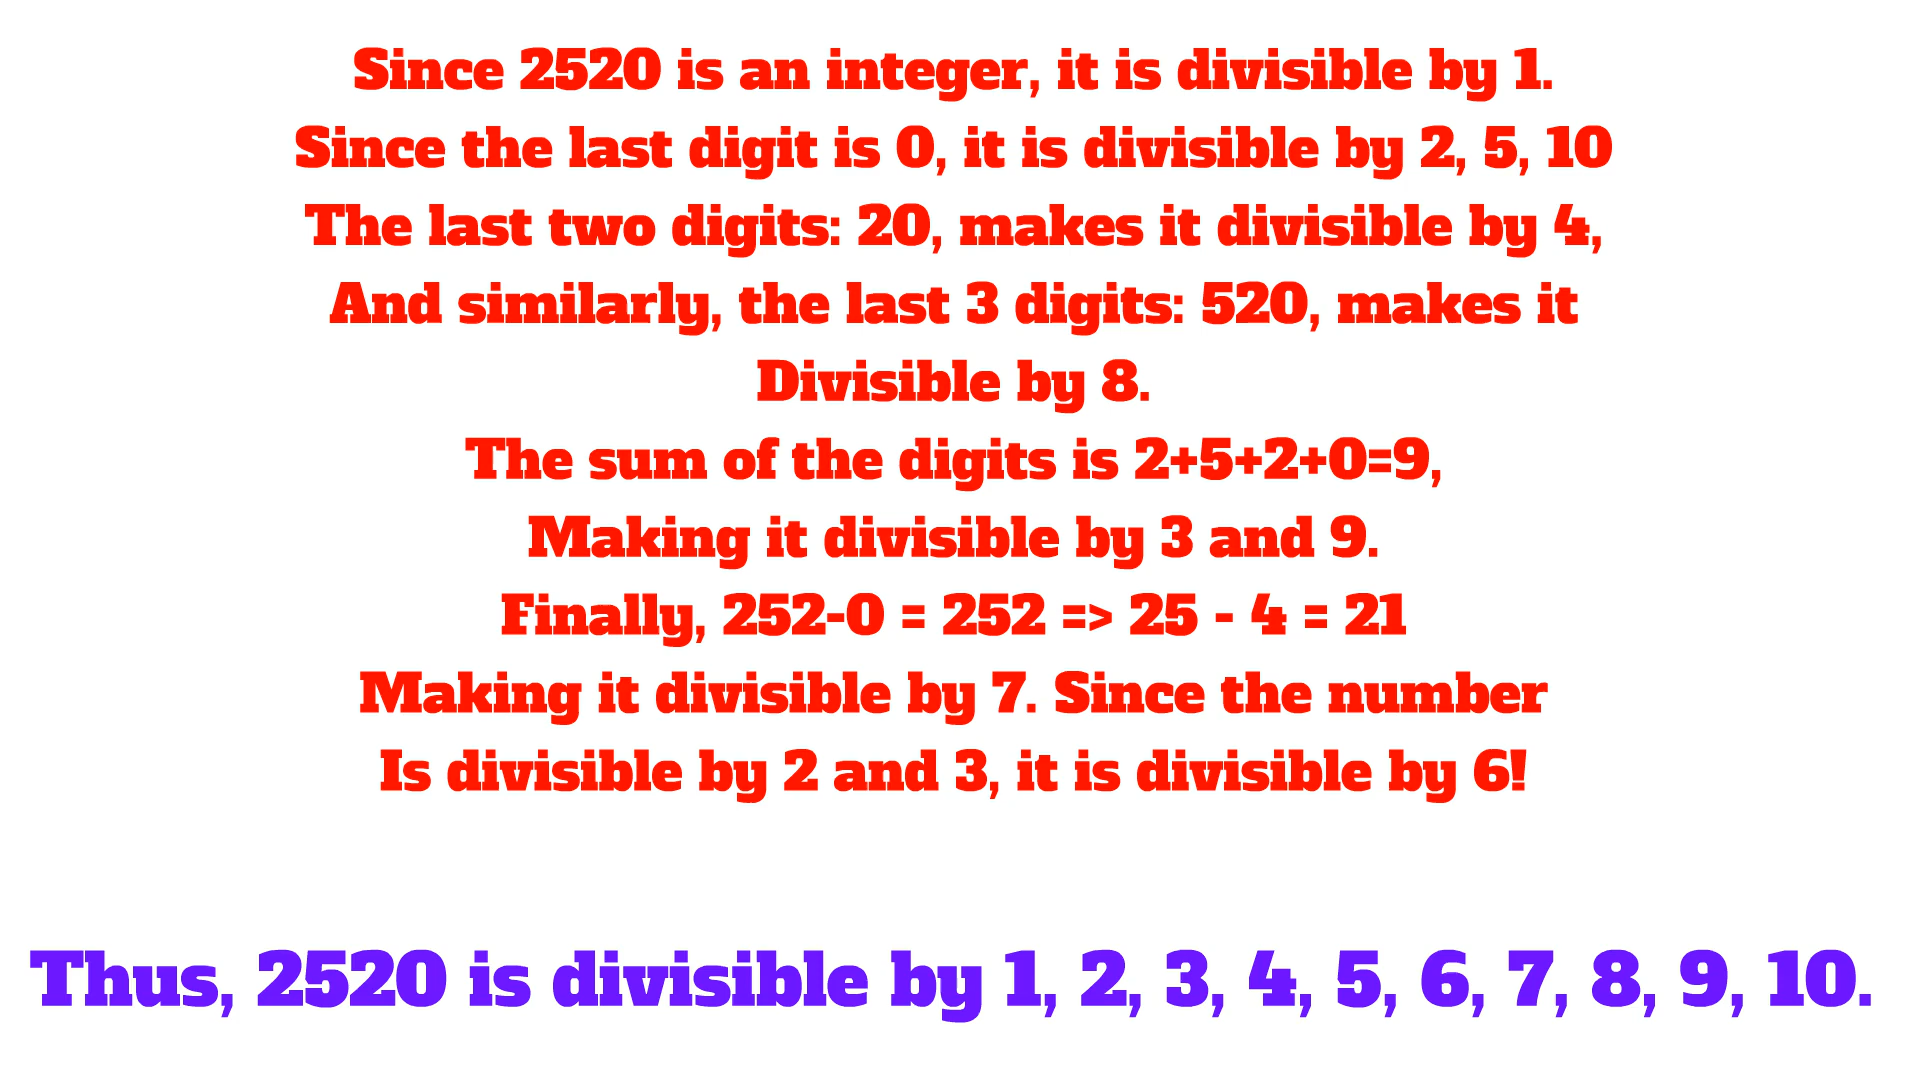 Since 2520 is an integer, it is divisible by 1.
Since the last digit is 0, it is divisible by 2, 5, 10
The last two digits: 20, makes it divisible by 4,
And similarly, the last 3 digits: 520, makes it
Divisible by 8.
The sum of the digits is 2+5+2+0=9,
Making it divisible by 3 and 9.
Finally, 252-0 = 252 => 25 - 4 = 21
Making it divisible by 7. Since the number
Is divisible by 2 and 3, it is divisible by 6!
Thus, 2520 is divisible by 1, 2, 3, 4, 5, 6, 7, 8, 9, 10.